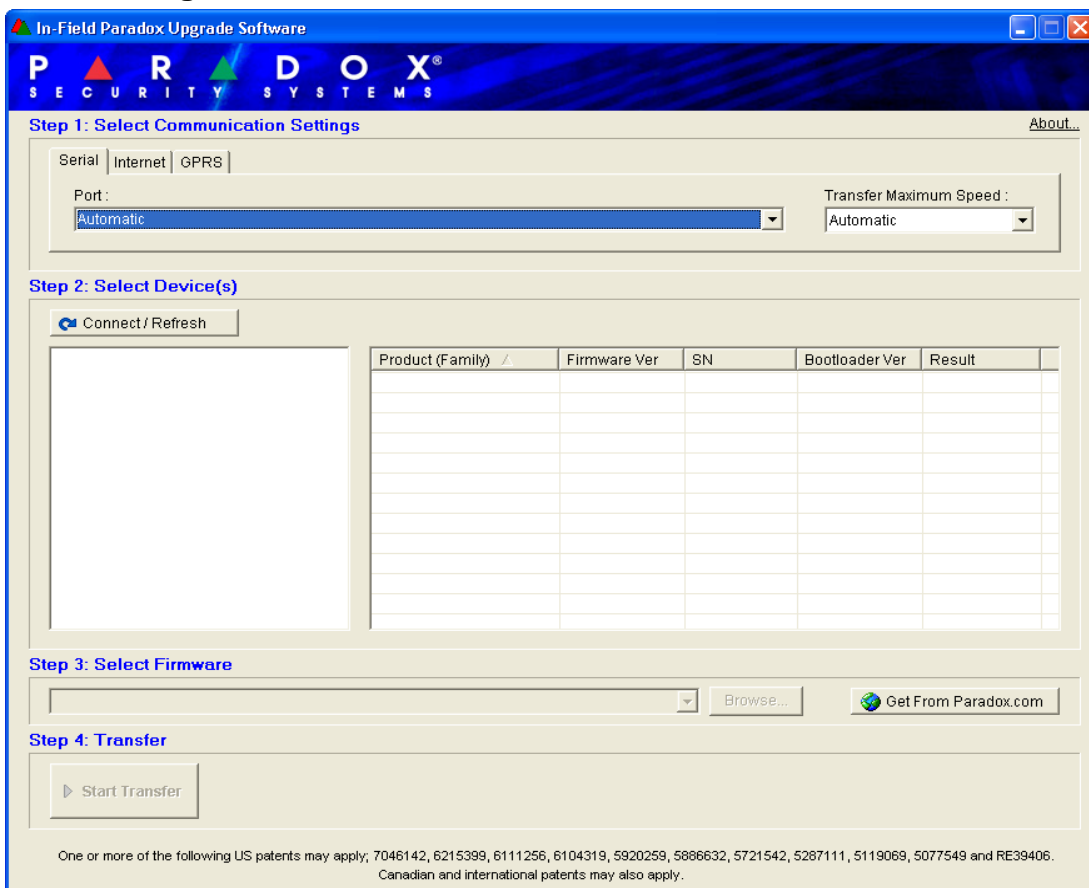 In-Field Paradox Upgrade Software
PARADOX®
SECURITY SYSTEMS
Step 1: Select Communication Settings About...
Serial Internet GPRS
Port : Transfer Maximum Speed :
Automatic Automatic
Step 2: Select Device(s)
Connect / Refresh
Product (Family) Firmware Ver SN Bootloader Ver Result
Step 3: Select Firmware
Browse... Get From Paradox.com
Step 4: Transfer
Start Transfer
One or more of the following US patents may apply; 7046142, 6215399, 6111256, 6104319, 5920259, 5886632, 5721542, 5287111, 5119069, 5077549 and RE39406.
Canadian and international patents may also apply.